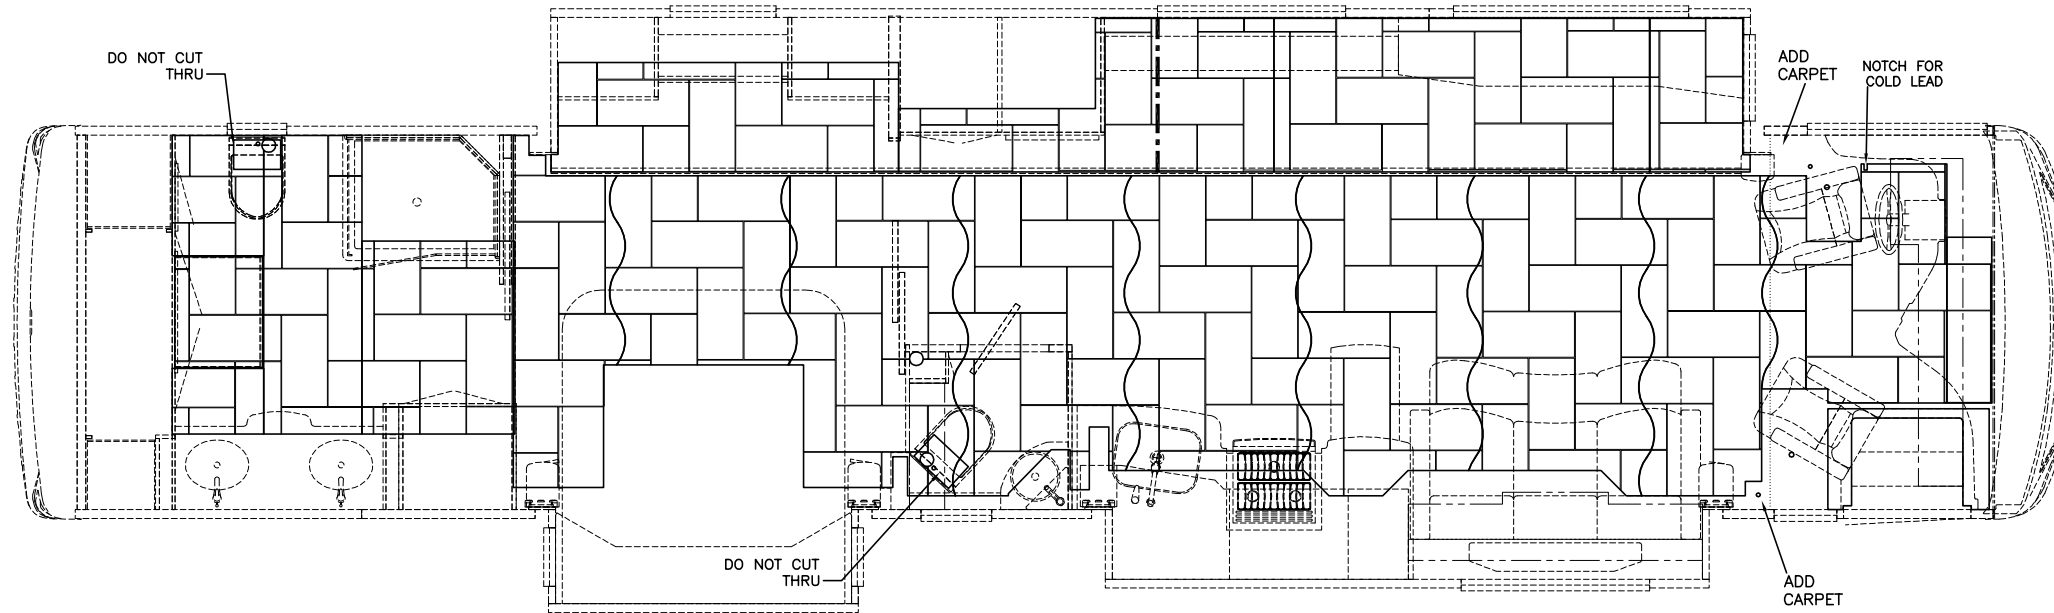 DO NOT CUT
THRU
ADD
CARPET
NOTCH FOR
COLD LEAD
DO NOT CUT
THRU
ADD
CARPET